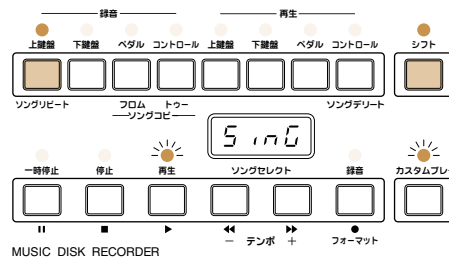 録音 再生
上鍵盤 下鍵盤 ペダル コントロール 上鍵盤 下鍵盤 ペダル コントロール シフト
ソングリピート フロム トゥー ソングデリート
ソングコピー
SinG
一時停止 停止 再生 ソングセレクト 録音 カスタムプレ
− テンポ + フォーマット
MUSIC DISK RECORDER